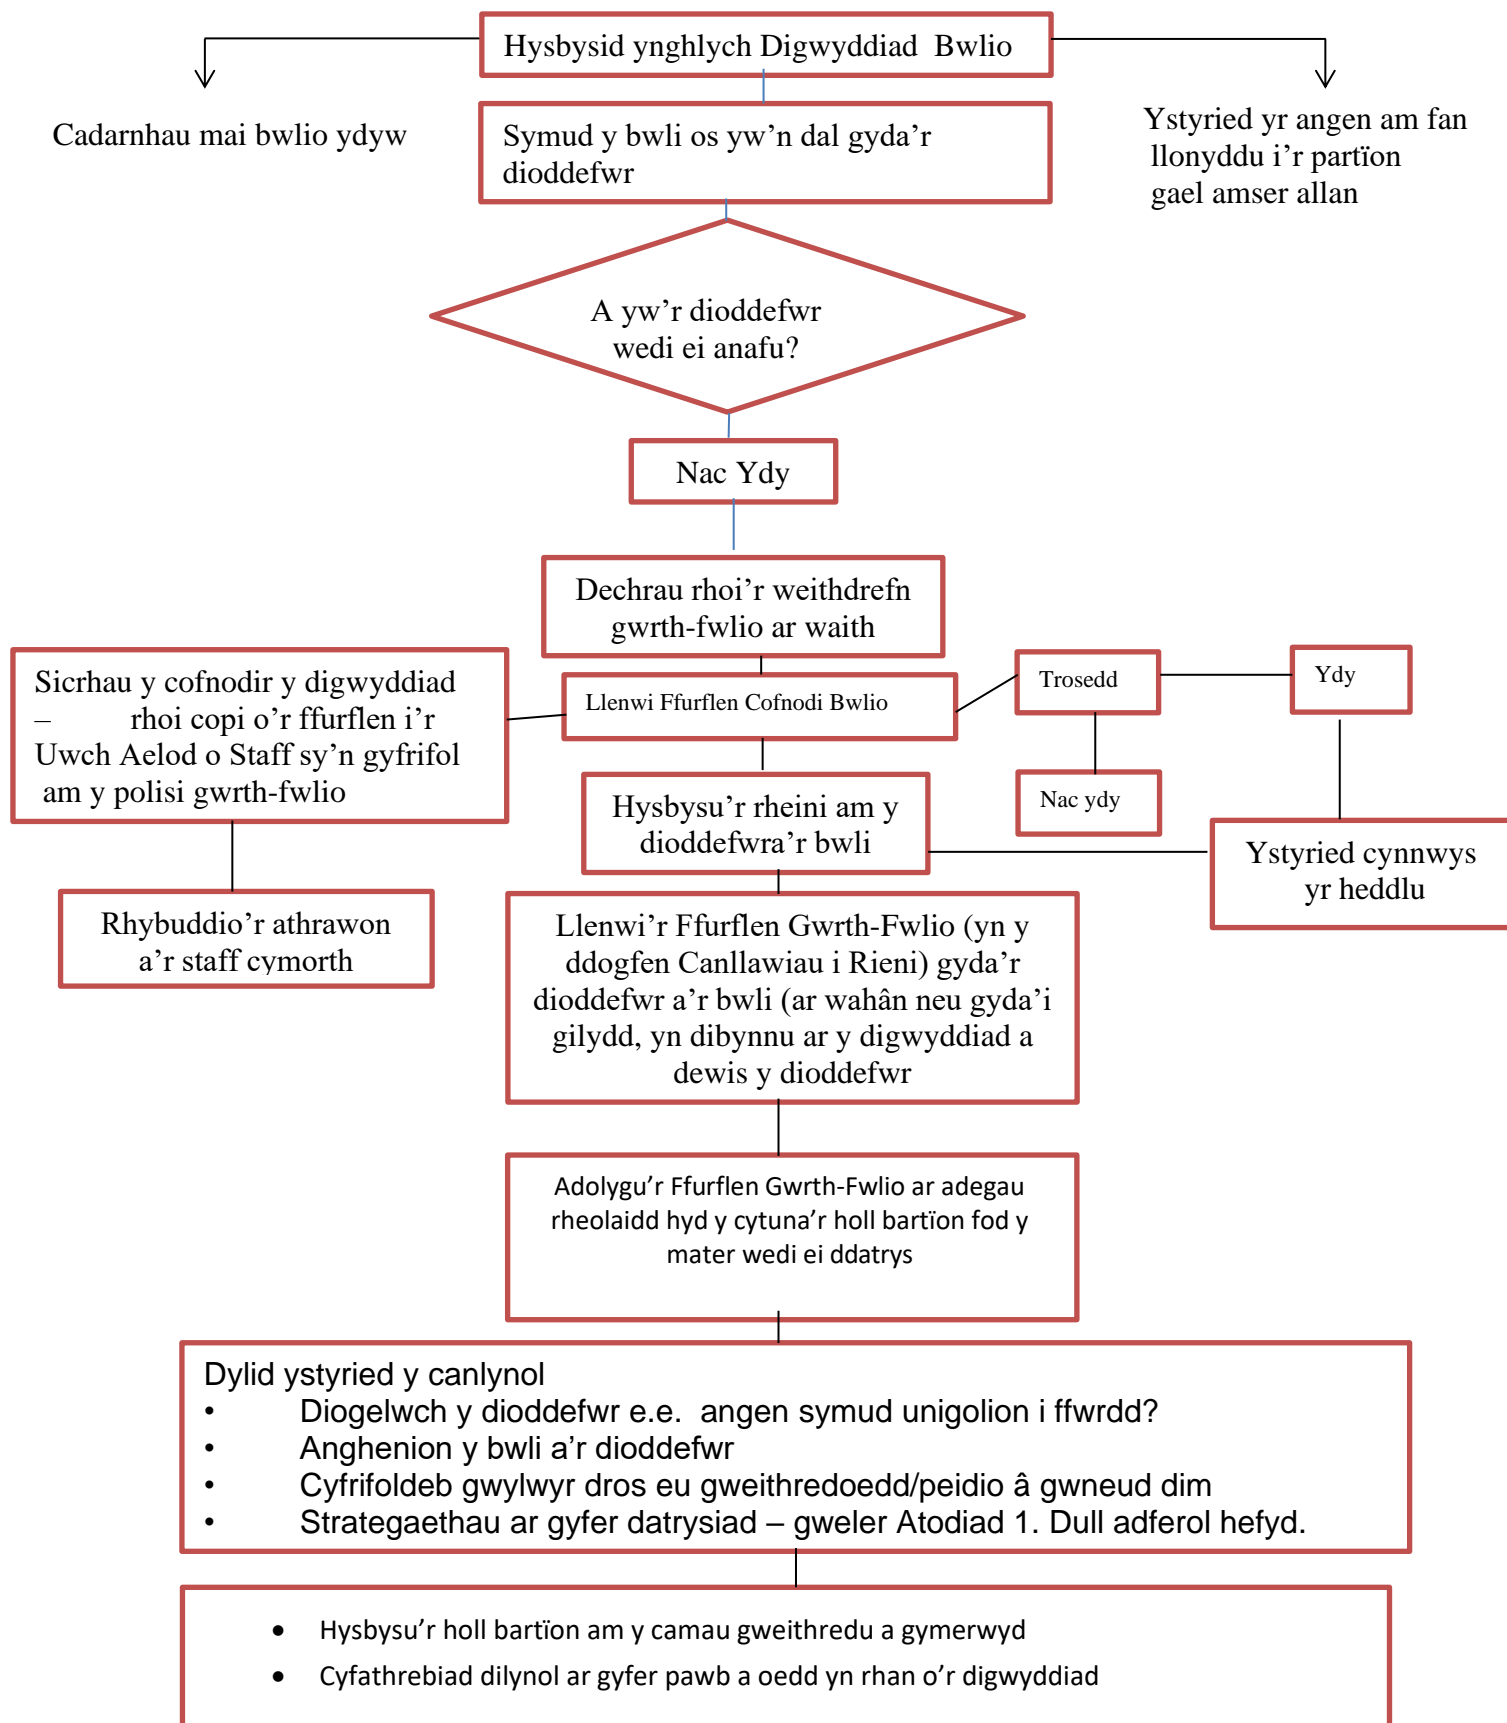 Hysbysid ynghlych Digwyddiad  Bwlio
Cadarnhau mai bwlio ydyw
Symud y bwli os yw’n dal gyda’r
dioddefwr
Ystyried yr angen am fan
llonyddu i’r partïon
gael amser allan
A yw’r dioddefwr
wedi ei anafu?
Nac Ydy
Dechrau rhoi’r weithdrefn
gwrth-fwlio ar waith
Sicrhau y cofnodir y digwyddiad
– rhoi copi o’r ffurflen i’r
Uwch Aelod o Staff sy’n gyfrifol
am y polisi gwrth-fwlio
Llenwi Ffurflen Cofnodi Bwlio
Trosedd
Ydy
Nac ydy
Hysbysu’r rheini am y
dioddefwra’r bwli
Ystyried cynnwys
yr heddlu
Rhybuddio’r athrawon
a’r staff cymorth
Llenwi’r Ffurflen Gwrth-Fwlio (yn y
ddogfen Canllawiau i Rieni) gyda’r
dioddefwr a’r bwli (ar wahân neu gyda’i
gilydd, yn dibynnu ar y digwyddiad a
dewis y dioddefwr
Adolygu’r Ffurflen Gwrth-Fwlio ar adegau
rheolaidd hyd y cytuna’r holl bartïon fod y
mater wedi ei ddatrys
Dylid ystyried y canlynol
• Diogelwch y dioddefwr e.e.  angen symud unigolion i ffwrdd?
• Anghenion y bwli a’r dioddefwr
• Cyfrifoldeb gwylwyr dros eu gweithredoedd/peidio â gwneud dim
• Strategaethau ar gyfer datrysiad – gweler Atodiad 1. Dull adferol hefyd.
• Hysbysu’r holl bartïon am y camau gweithredu a gymerwyd
• Cyfathrebiad dilynol ar gyfer pawb a oedd yn rhan o’r digwyddiad